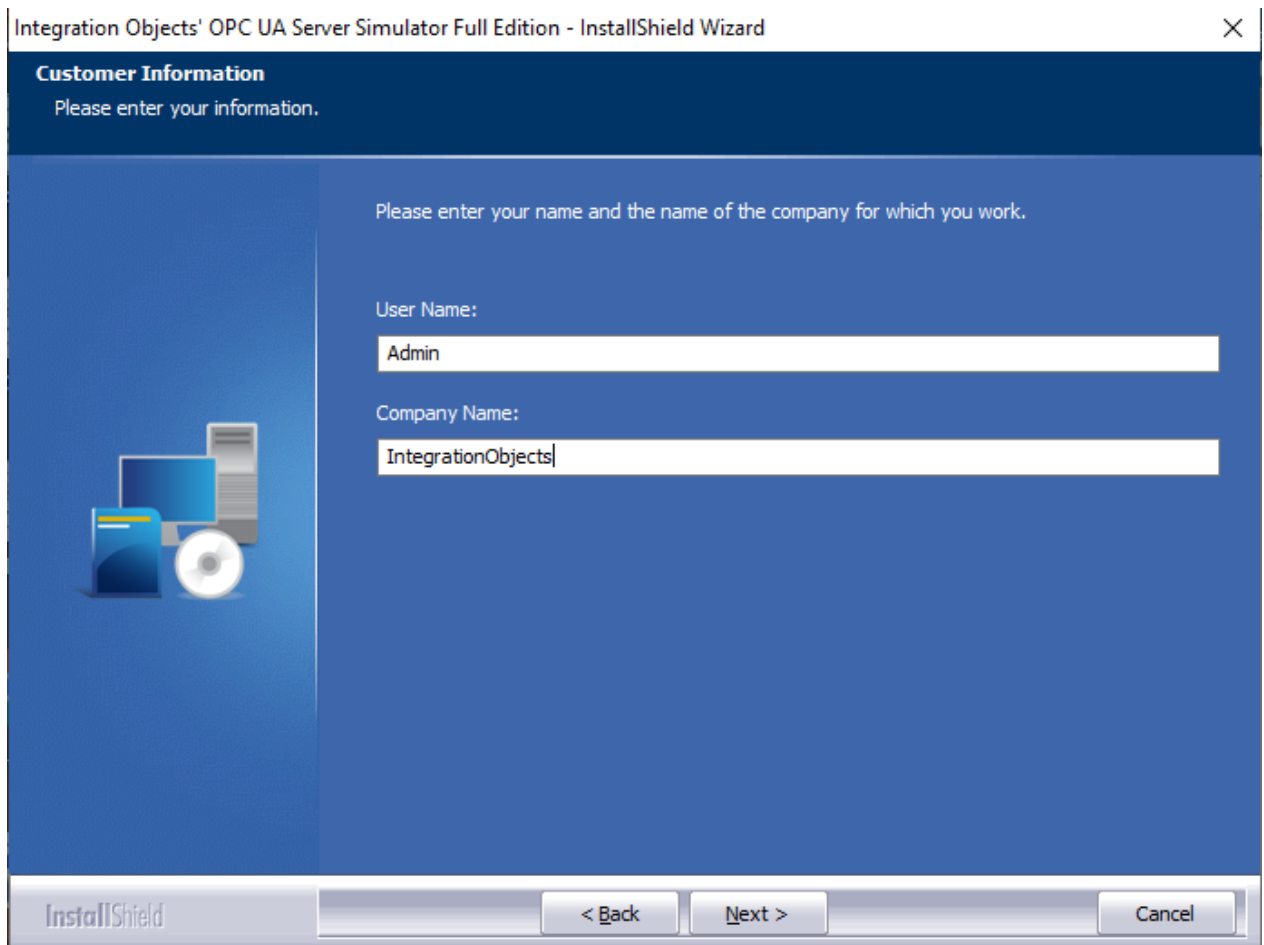 Integration Objects' OPC UA Server Simulator Full Edition - InstallShield Wizard
Customer Information
Please enter your information.
Please enter your name and the name of the company for which you work.
User Name:
Admin
Company Name:
IntegrationObjects
InstallShield
< Back
Next >
Cancel